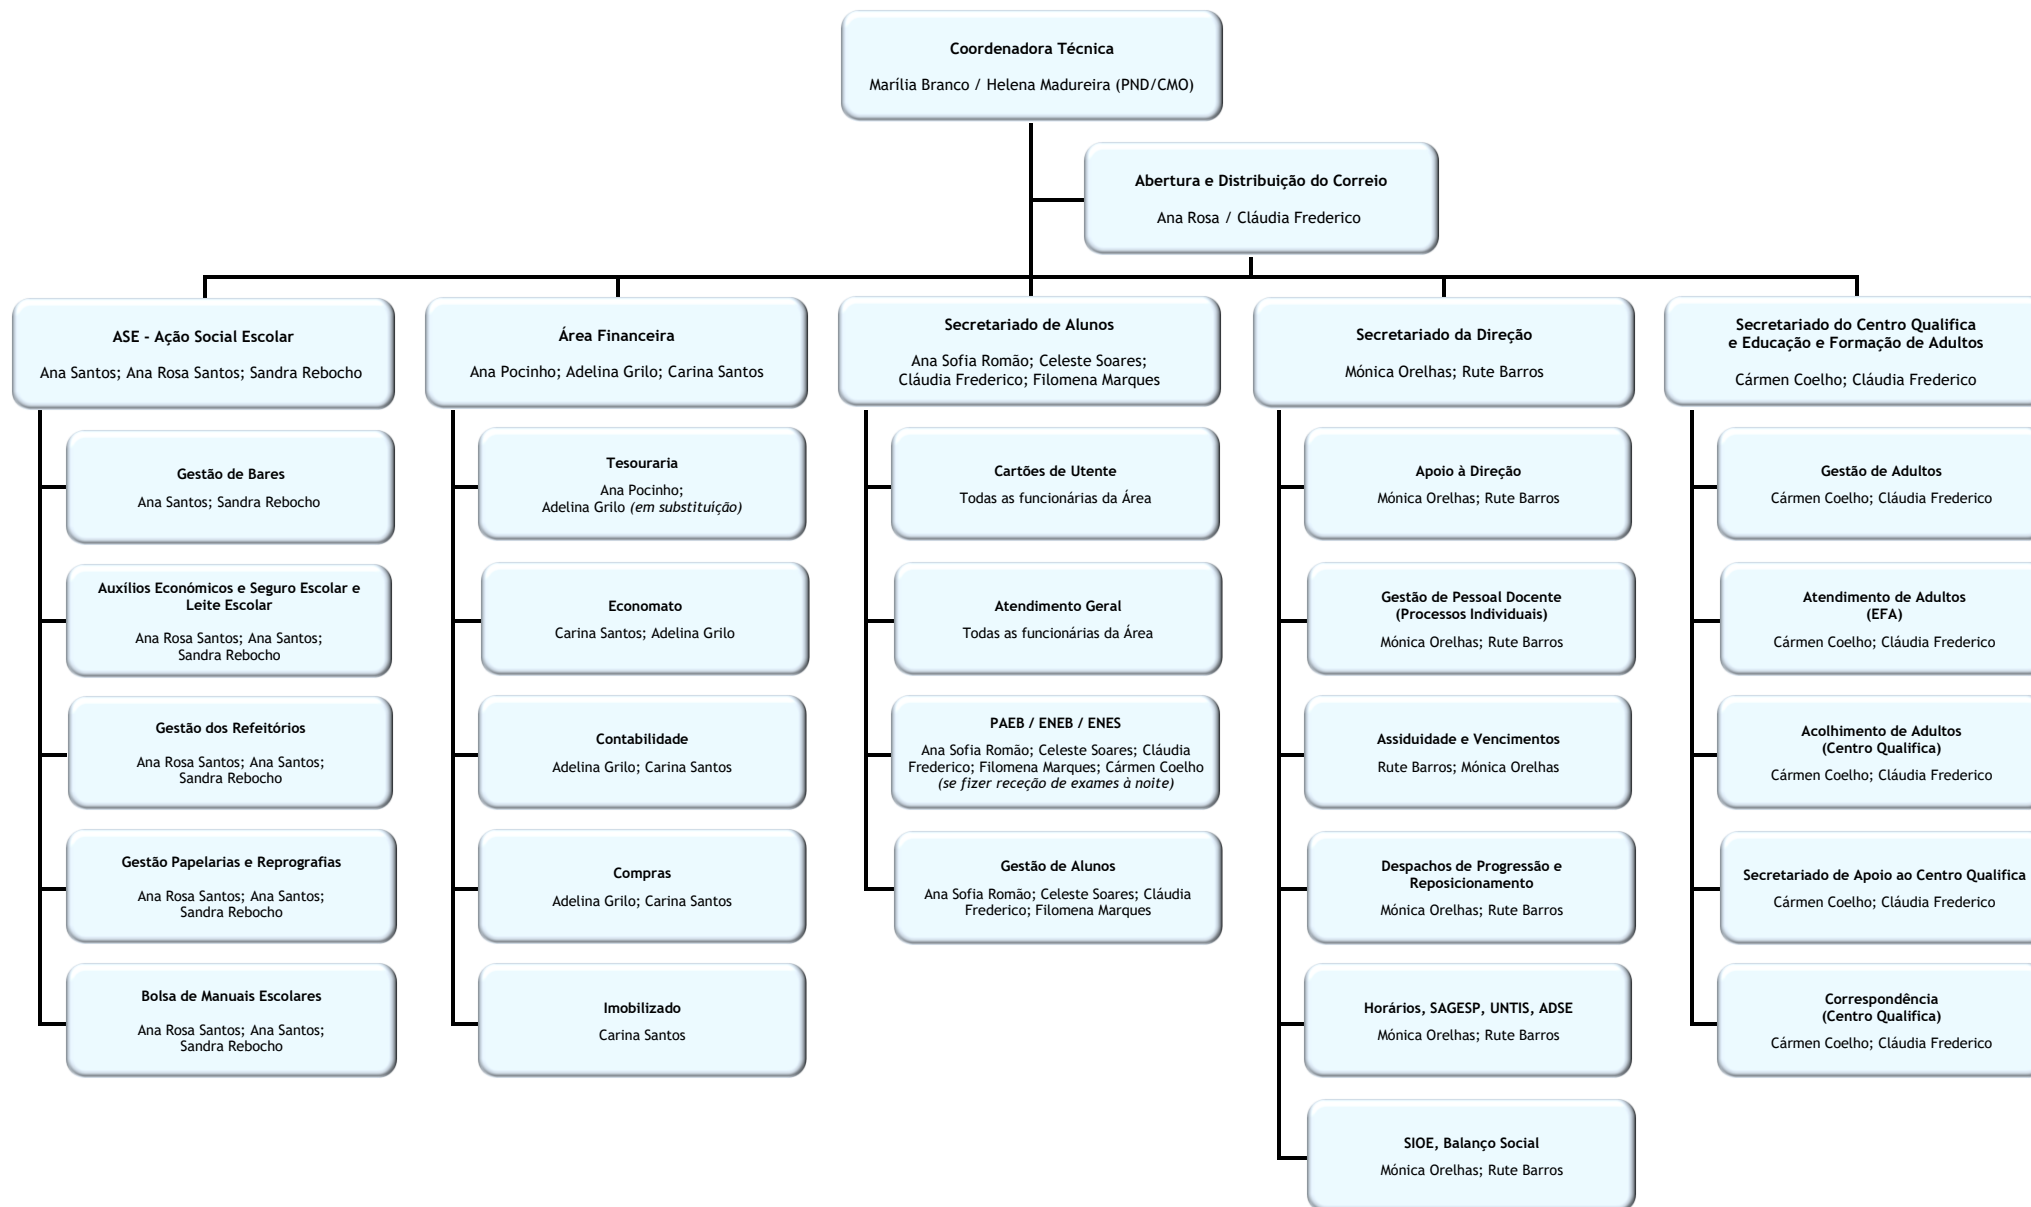 Coordenadora Técnica
Marília Branco / Helena Madureira (PND/CMO)
Abertura e Distribuição do Correio
Ana Rosa / Cláudia Frederico
ASE - Ação Social Escolar
Ana Santos; Ana Rosa Santos; Sandra Rebocho
Gestão de Bares
Ana Santos; Sandra Rebocho
Auxílios Económicos e Seguro Escolar e
Leite Escolar
Ana Rosa Santos; Ana Santos;
Sandra Rebocho
Gestão dos Refeitórios
Ana Rosa Santos; Ana Santos;
Sandra Rebocho
Gestão Papelarias e Reprografias
Ana Rosa Santos; Ana Santos;
Sandra Rebocho
Bolsa de Manuais Escolares
Ana Rosa Santos; Ana Santos;
Sandra Rebocho
Área Financeira
Ana Pocinho; Adelina Grilo; Carina Santos
Tesouraria
Ana Pocinho;
Adelina Grilo (em substituição)
Economato
Carina Santos; Adelina Grilo
Contabilidade
Adelina Grilo; Carina Santos
Compras
Adelina Grilo; Carina Santos
Imobilizado
Carina Santos
Secretariado de Alunos
Ana Sofia Romão; Celeste Soares;
Cláudia Frederico; Filomena Marques
Cartões de Utente
Todas as funcionárias da Área
Atendimento Geral
Todas as funcionárias da Área
PAEB / ENEB / ENES
Ana Sofia Romão; Celeste Soares; Cláudia
Frederico; Filomena Marques; Cármen Coelho
(se fizer receção de exames à noite)
Gestão de Alunos
Ana Sofia Romão; Celeste Soares; Cláudia
Frederico; Filomena Marques
Secretariado da Direção
Mónica Orelhas; Rute Barros
Apoio à Direção
Mónica Orelhas; Rute Barros
Gestão de Pessoal Docente
(Processos Individuais)
Mónica Orelhas; Rute Barros
Assiduidade e Vencimentos
Rute Barros; Mónica Orelhas
Despachos de Progressão e
Reposicionamento
Mónica Orelhas; Rute Barros
Horários, SAGESP, UNTIS, ADSE
Mónica Orelhas; Rute Barros
SIOE, Balanço Social
Mónica Orelhas; Rute Barros
Secretariado do Centro Qualifica
e Educação e Formação de Adultos
Cármen Coelho; Cláudia Frederico
Gestão de Adultos
Cármen Coelho; Cláudia Frederico
Atendimento de Adultos
(EFA)
Cármen Coelho; Cláudia Frederico
Acolhimento de Adultos
(Centro Qualifica)
Cármen Coelho; Cláudia Frederico
Secretariado de Apoio ao Centro Qualifica
Cármen Coelho; Cláudia Frederico
Correspondência
(Centro Qualifica)
Cármen Coelho; Cláudia Frederico